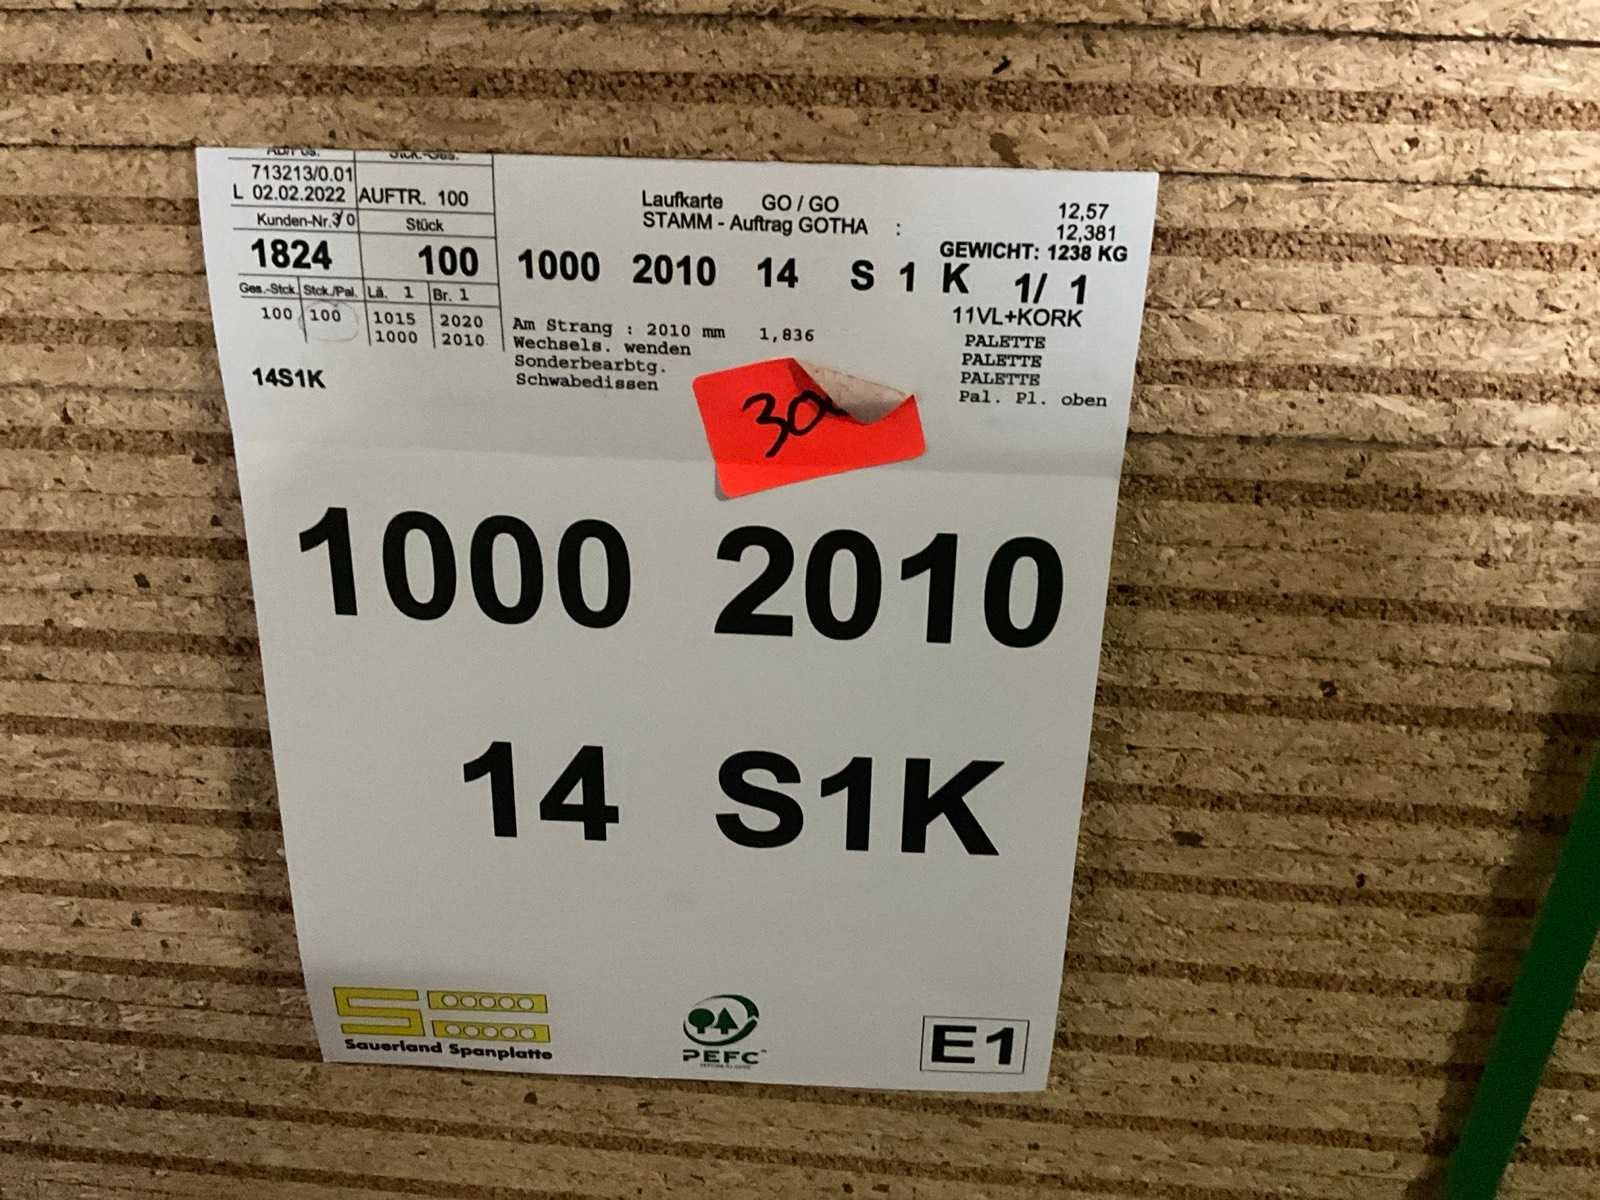 713213/0.01
L 02.02.2022 AUFTR. 100
Kunden-Nr. Stück
1824 100
Ges.-Stck. Stck./Pal. Lä. 1 Br. 1
100 100 1015 2020
1000 2010
14S1K
Laufkarte GO / GO
STAMM - Auftrag GOTHA :
12,57
12,381
GEWICHT: 1238 KG
1000 2010 14 S 1 K 1/ 1
11VL+KORK
Am Strang : 2010 mm 1,836
Wechsels. wenden
Sonderbearbtg.
Schwabedissen
PALETTE
PALETTE
PALETTE
Pal. Pl. oben
1000 2010
14 S1K
Sauerland Spanplatte
PEFC
E1